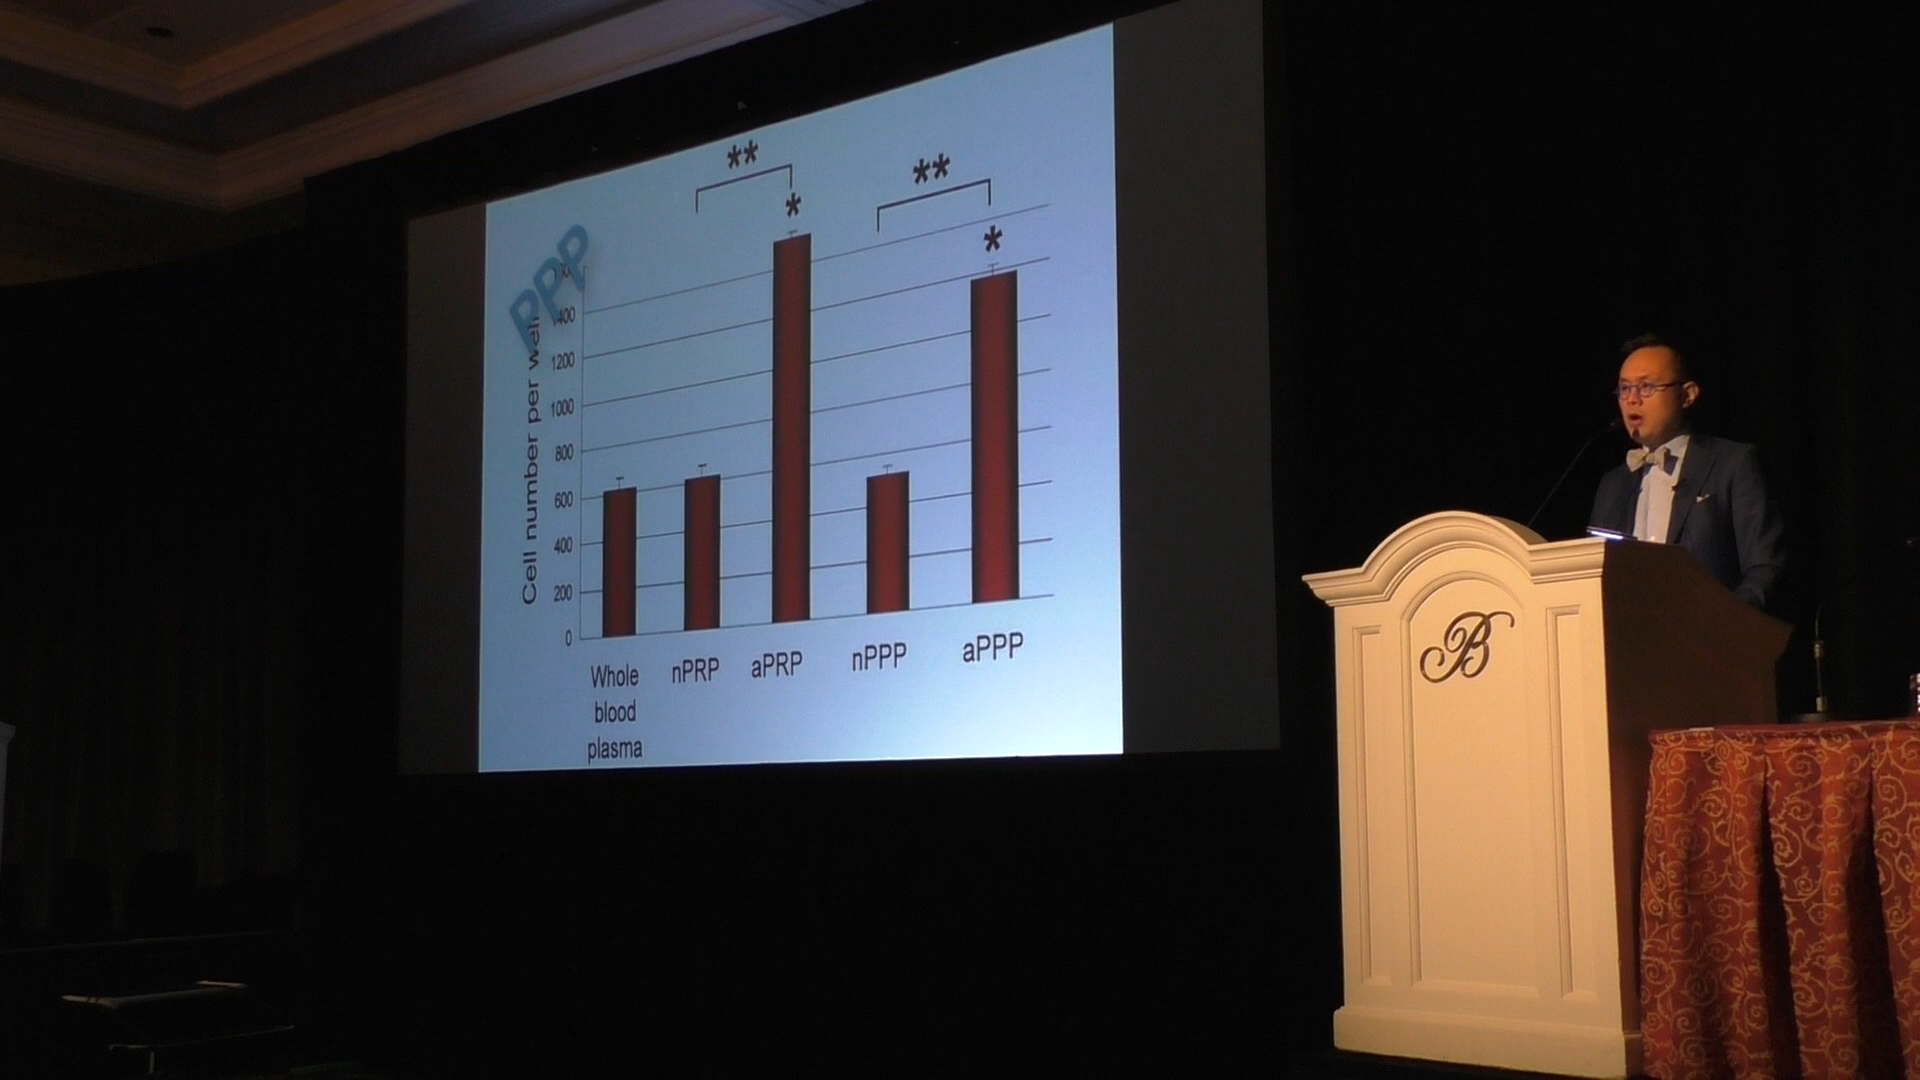 ** **
* *
PPP
Cell number per well
1400
1200
1000
800
600
400
200
0
Whole
blood
plasma
nPRP
aPRP
nPPP
aPPP
B